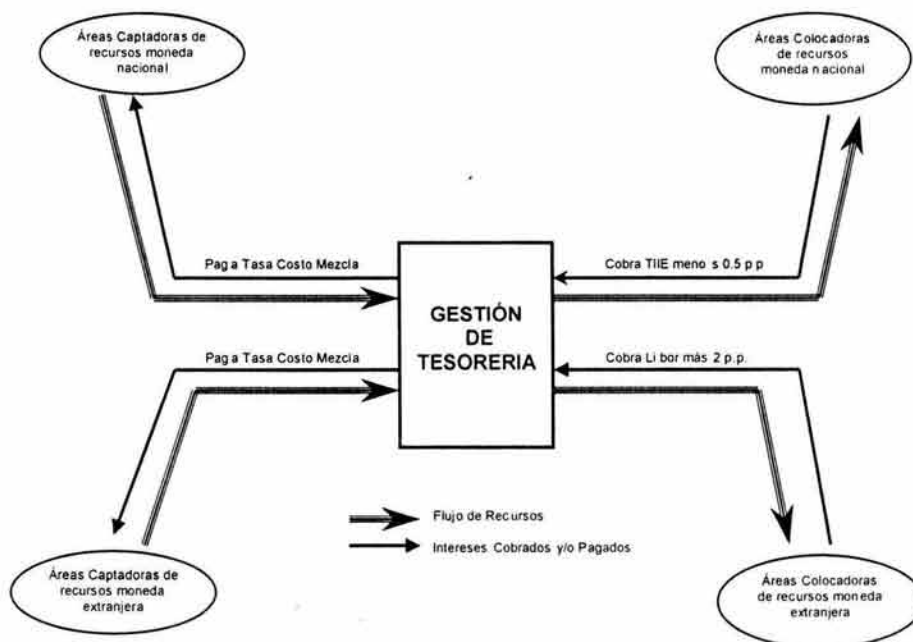 Áreas Captadoras de
recursos moneda
nacional
Áreas Colocadoras
de recursos
moneda nacional
Paga Tasa Costo Mezcla
Cobra TIIE menos 0.5 p p
GESTIÓN
DE
TESORERIA
Paga Tasa Costo Mezcla
Cobra Libor más 2 p.p.
Flujo de Recursos
Intereses Cobrados y/o Pagados
Áreas Captadoras de
recursos moneda
extranjera
Áreas Colocadoras
de recursos moneda
extranjera